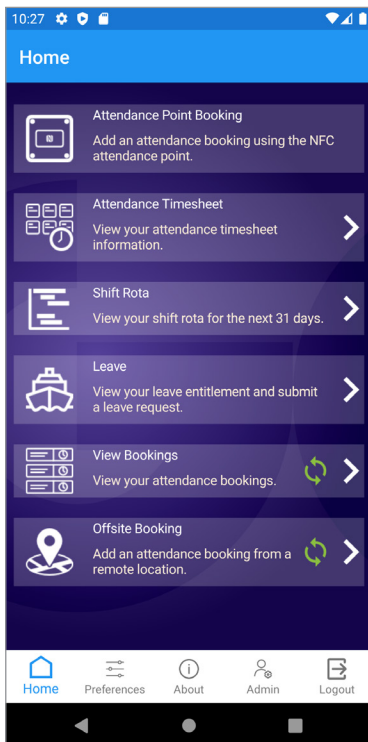 10:27
Home
Attendance Point Booking
Add an attendance booking using the NFC
attendance point.
Attendance Timesheet
View your attendance timesheet
information.
Shift Rota
View your shift rota for the next 31 days.
Leave
View your leave entitlement and submit
a leave request.
View Bookings
View your attendance bookings.
Offsite Booking
Add an attendance booking from a
remote location.
Home Preferences About Admin Logout